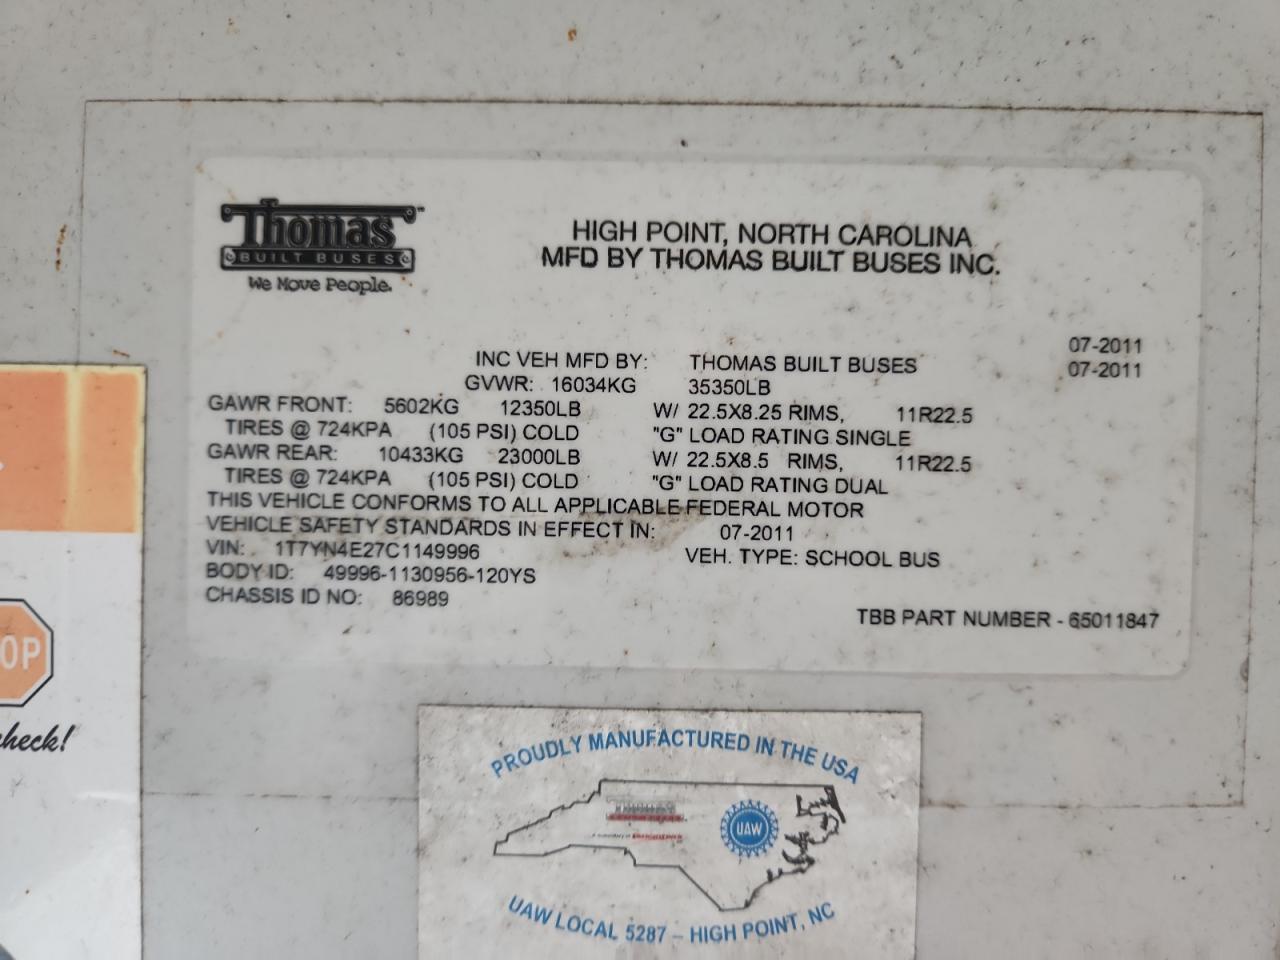 Thomas™
BUILT BUSES
We Move People.
HIGH POINT, NORTH CAROLINA
MFD BY THOMAS BUILT BUSES INC.
07-2011
INC VEH MFD BY: THOMAS BUILT BUSES 07-2011
GVWR: 16034KG 35350LB
GAWR FRONT: 5602KG 12350LB W/ 22.5X8.25 RIMS, 11R22.5
TIRES @ 724KPA (105 PSI) COLD "G" LOAD RATING SINGLE
GAWR REAR: 10433KG 23000LB W/ 22.5X8.5 RIMS, 11R22.5
TIRES @ 724KPA (105 PSI) COLD "G" LOAD RATING DUAL
THIS VEHICLE CONFORMS TO ALL APPLICABLE FEDERAL MOTOR
VEHICLE SAFETY STANDARDS IN EFFECT IN: 07-2011
VIN: 1T7YN4E27C1149996 VEH. TYPE: SCHOOL BUS
BODY ID: 49996-1130956-120YS
CHASSIS ID NO: 86989
TBB PART NUMBER - 65011847
OP
check!
PROUDLY MANUFACTURED IN THE USA
THOMAS
UAW
UAW LOCAL 5287 – HIGH POINT, NC